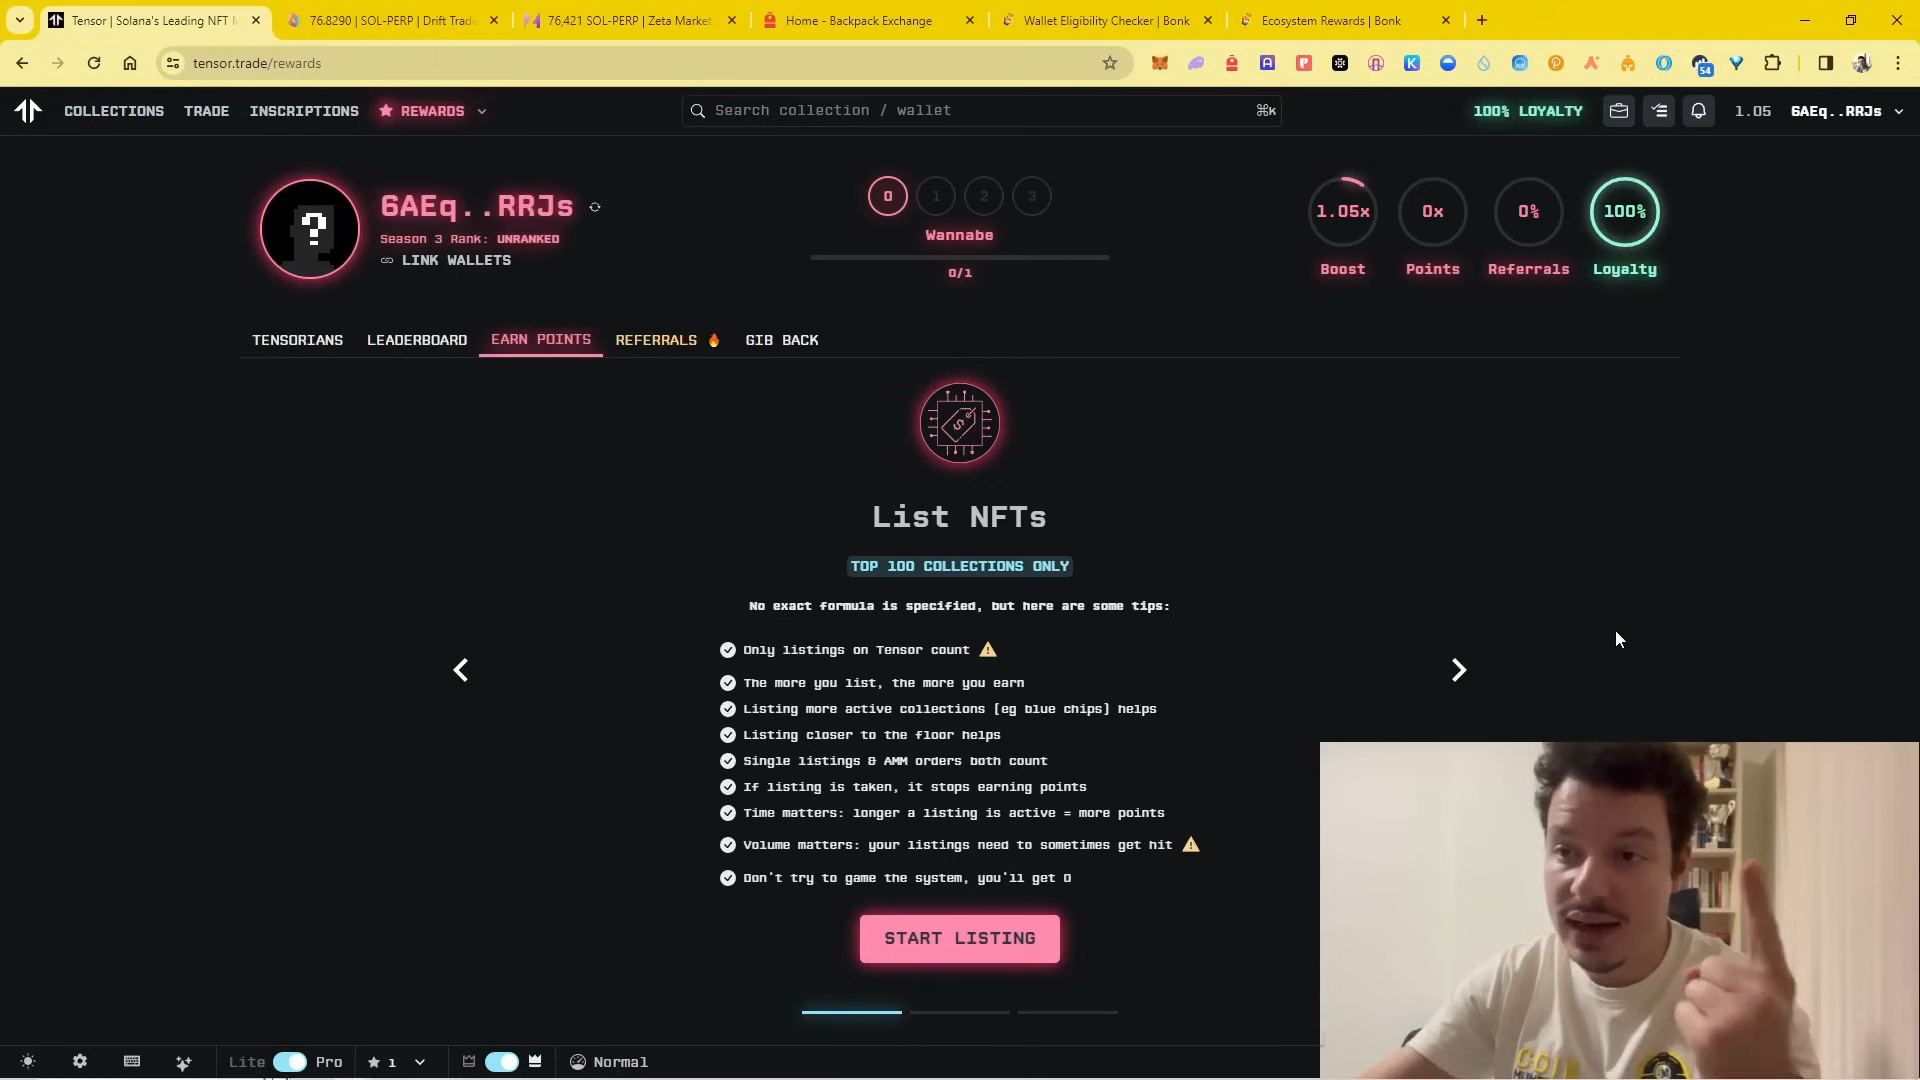 Tensor | Solana's Leading NFT M
76.8290 | SOL-PERP | Drift Trade
76,421 SOL-PERP | Zeta Market
Home - Backpack Exchange
Wallet Eligibility Checker | Bonk
Ecosystem Rewards | Bonk
tensor.trade/rewards
54
COLLECTIONS
TRADE
INSCRIPTIONS
REWARDS
Search collection / wallet
⌘K
100% LOYALTY
1.05
6AEq..RRJs
6AEq..RRJs
Season 3 Rank: UNRANKED
LINK WALLETS
0 1 2 3
Wannabe
0/1
1.05x 0x 0% 100%
Boost Points Referrals Loyalty
TENSORIANS LEADERBOARD EARN POINTS REFERRALS 🔥 GIB BACK
List NFTs
TOP 100 COLLECTIONS ONLY
No exact formula is specified, but here are some tips:
Only listings on Tensor count ⚠
The more you list, the more you earn
Listing more active collections [eg blue chips] helps
Listing closer to the floor helps
Single listings & AMM orders both count
If listing is taken, it stops earning points
Time matters: longer a listing is active = more points
Volume matters: your listings need to sometimes get hit ⚠
Don't try to game the system, you'll get 0
START LISTING
Lite Pro
1
Normal
COIN